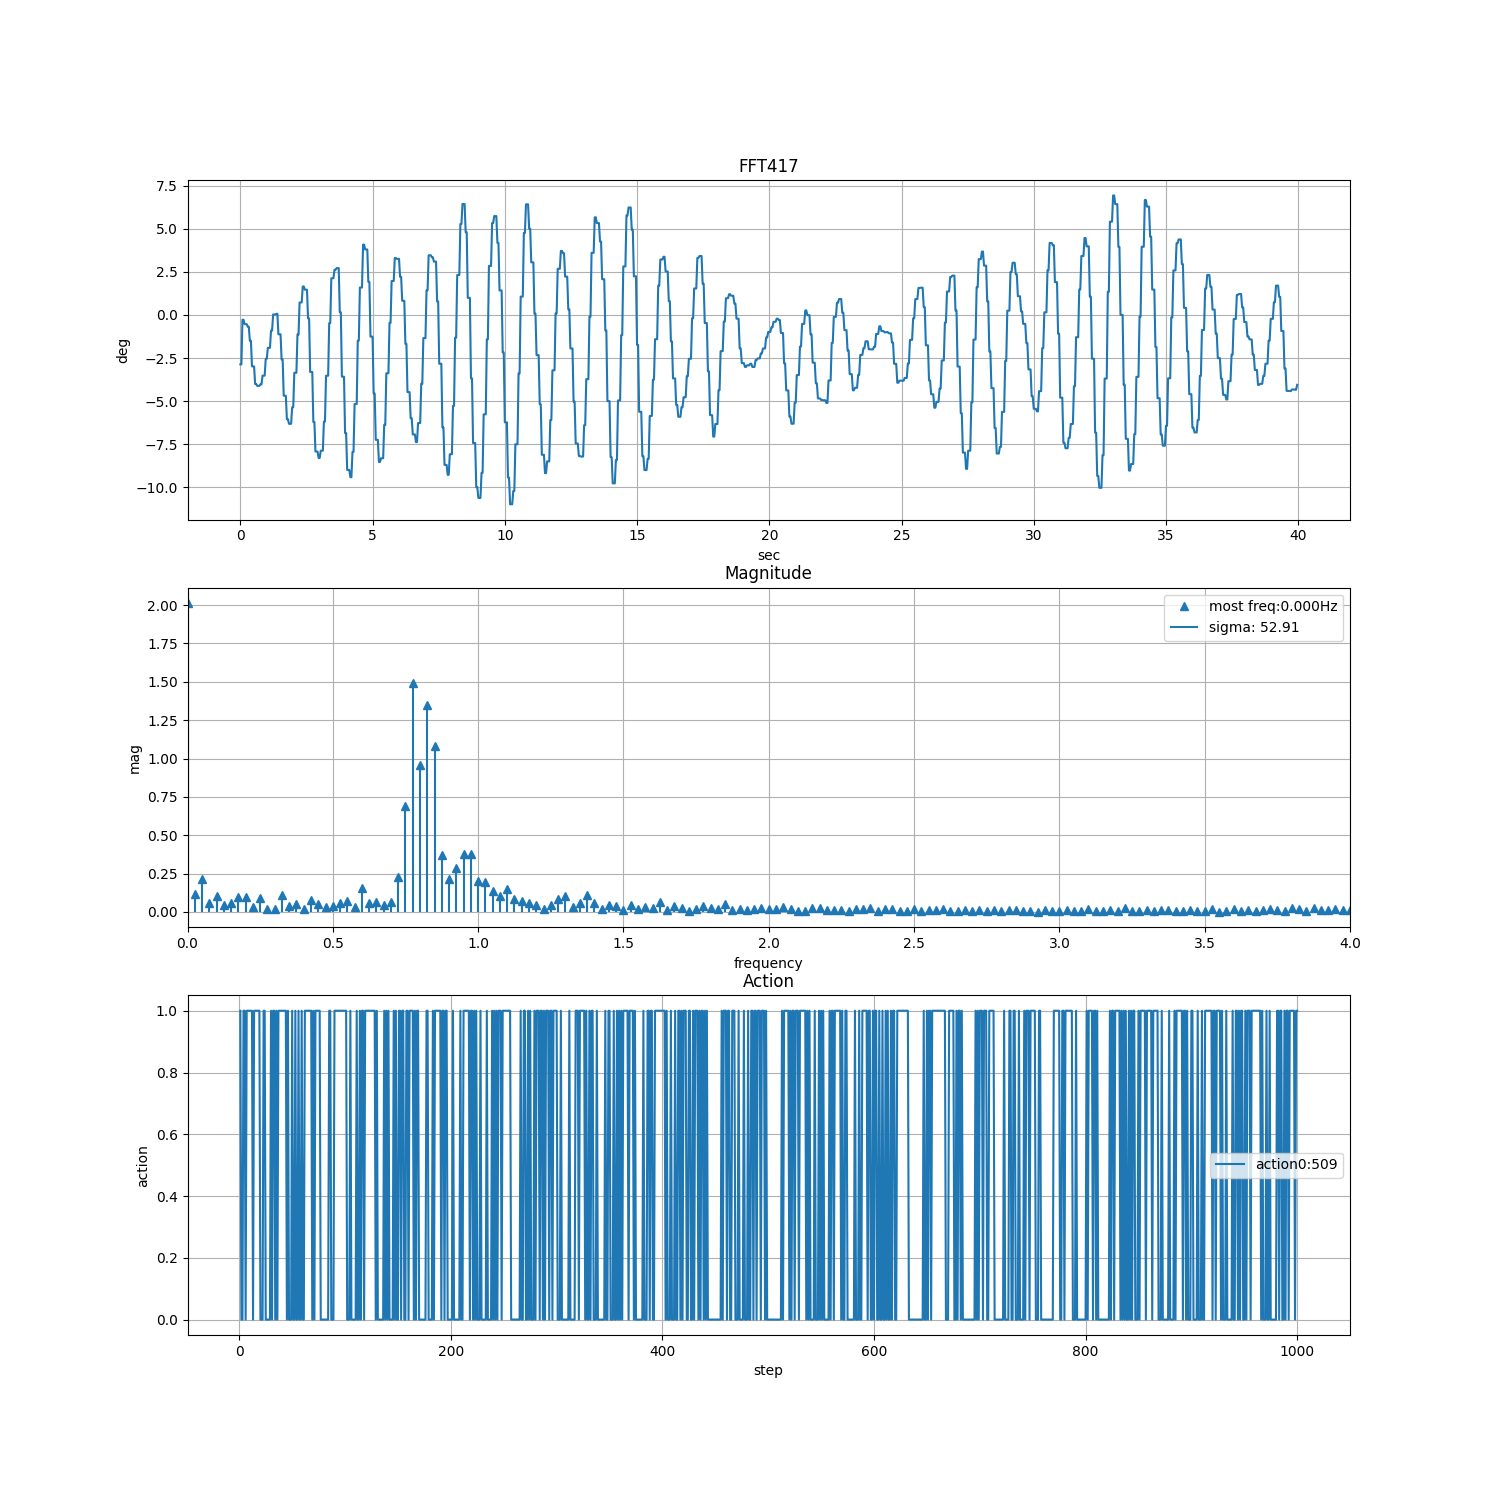 FFT417
7.5
5.0
2.5
0.0
−2.5
−5.0
−7.5
−10.0
deg
0 5 10 15 20 25 30 35 40
sec
Magnitude
2.00
1.75
1.50
1.25
1.00
0.75
0.50
0.25
0.00
mag
most freq:0.000Hz
sigma: 52.91
0.0 0.5 1.0 1.5 2.0 2.5 3.0 3.5 4.0
frequency
Action
1.0
0.8
0.6
0.4
0.2
0.0
action
action0:509
0 200 400 600 800 1000
step